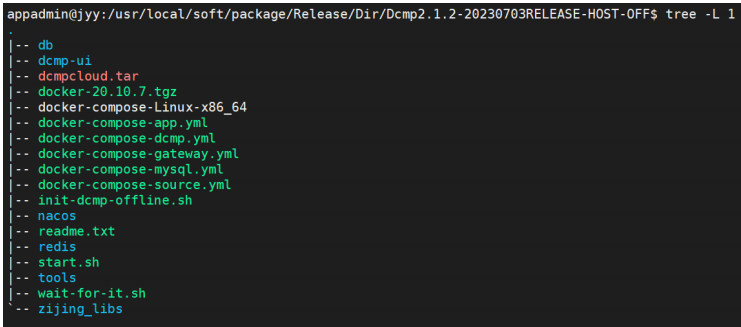 appadmin@jyy:/usr/local/soft/package/Release/Dir/Dcmp2.1.2-20230703RELEASE-HOST-OFF$ tree -L 1
.
|-- db
|-- dcmp-ui
|-- dcmpcloud.tar
|-- docker-20.10.7.tgz
|-- docker-compose-Linux-x86_64
|-- docker-compose-app.yml
|-- docker-compose-dcmp.yml
|-- docker-compose-gateway.yml
|-- docker-compose-mysql.yml
|-- docker-compose-source.yml
|-- init-dcmp-offline.sh
|-- nacos
|-- readme.txt
|-- redis
|-- start.sh
|-- tools
|-- wait-for-it.sh
`-- zijing_libs